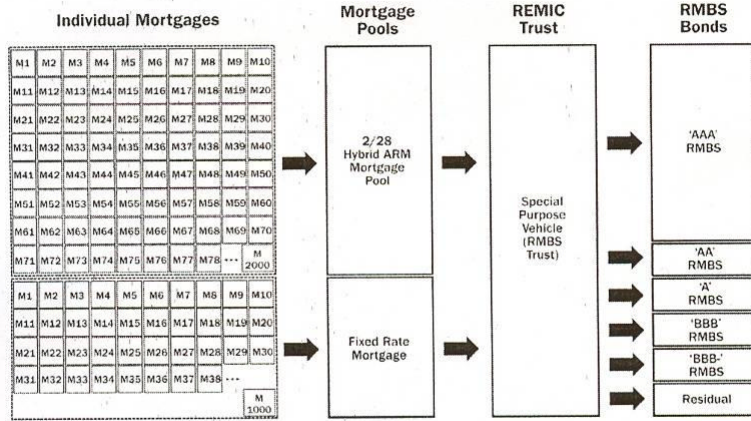 Individual Mortgages
Mortgage
Pools
REMIC
Trust
RMBS
Bonds
M1 M2 M3 M4 M5 M6 M7 M8 M9 M10
M11 M12 M13 M14 M15 M16 M17 M18 M19 M20
M21 M22 M23 M24 M25 M26 M27 M28 M29 M30
M31 M32 M33 M34 M35 M36 M37 M38 M39 M40
M41 M42 M43 M44 M45 M46 M47 M48 M49 M50
M51 M52 M53 M54 M55 M56 M57 M58 M59 M60
M61 M62 M63 M64 M65 M66 M67 M68 M69 M70
M71 M72 M73 M74 M75 M76 M77 M78 --- M
2000
M1 M2 M3 M4 M5 M6 M7 M8 M9 M10
M11 M12 M13 M14 M15 M16 M17 M18 M19 M20
M21 M22 M23 M24 M25 M26 M27 M28 M29 M30
M31 M32 M33 M34 M35 M36 M37 M38 ---
M
1000
2/28
Hybrid ARM
Mortgage
Pool
Fixed Rate
Mortgage
Special
Purpose
Vehicle
(RMBS
Trust)
'AAA'
RMBS
'AA'
RMBS
'A'
RMBS
'BBB'
RMBS
'BBB-'
RMBS
Residual